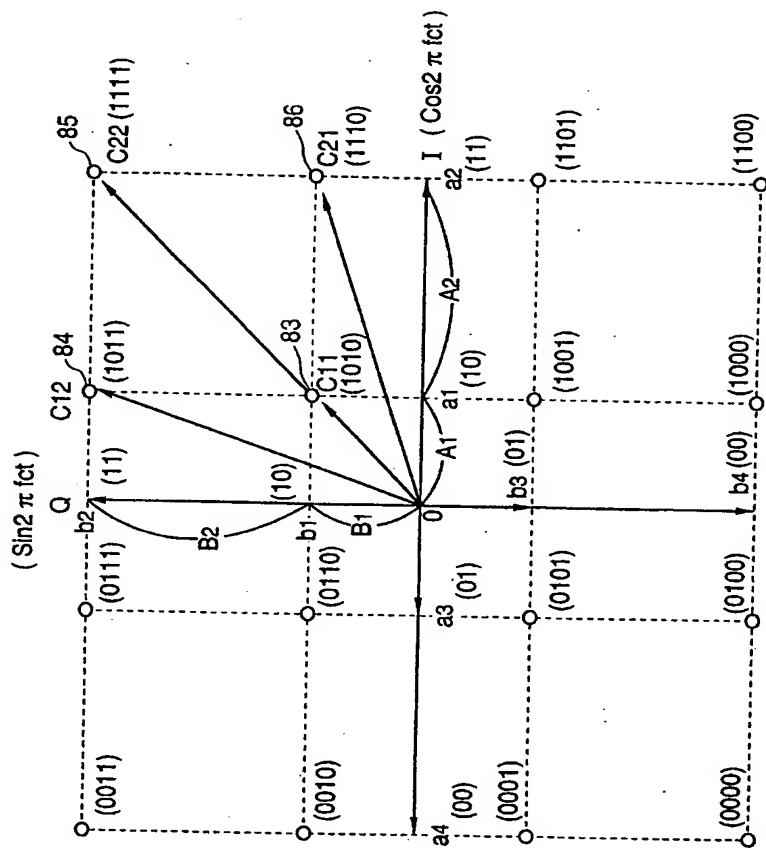 ( Sin2 π fct )
85
84
Q
C12
C22 (1111)
(0011)
(0111)
b2
(11)
(1011)
86
B2
83
C21
(1110)
(0010)
(0110)
b1
(10)
C11
(1010)
B1
A1
A2
I ( Cos2 π fct )
a4
(00)
a3
(01)
0
a1
(10)
a2
(11)
(0001)
(0101)
b3 (01)
(1001)
(1101)
(0000)
(0100)
b4 (00)
(1000)
(1100)